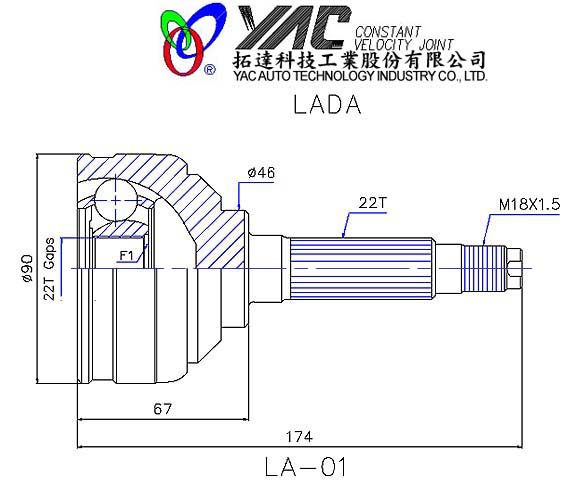 YAC CONSTANT
VELOCITY JOINT
拓達科技工業股份有限公司
® YAC AUTO TECHNOLOGY INDUSTRY CO., LTD.
LADA
Ø46
22T
M18X1.5
F1
Ø90
22T Gaps
67
174
LA-01